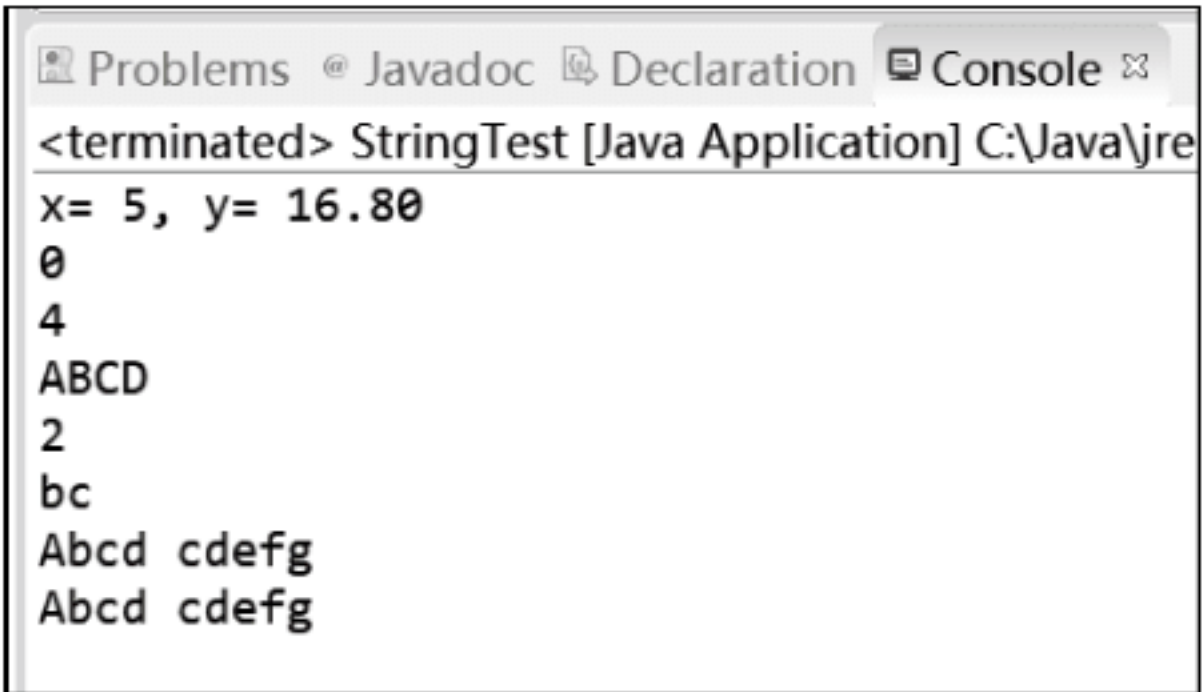 Problems @ Javadoc Declaration Console
<terminated> StringTest [Java Application] C:\Java\jre
x= 5, y= 16.80
0
4
ABCD
2
bc
Abcd cdefg
Abcd cdefg